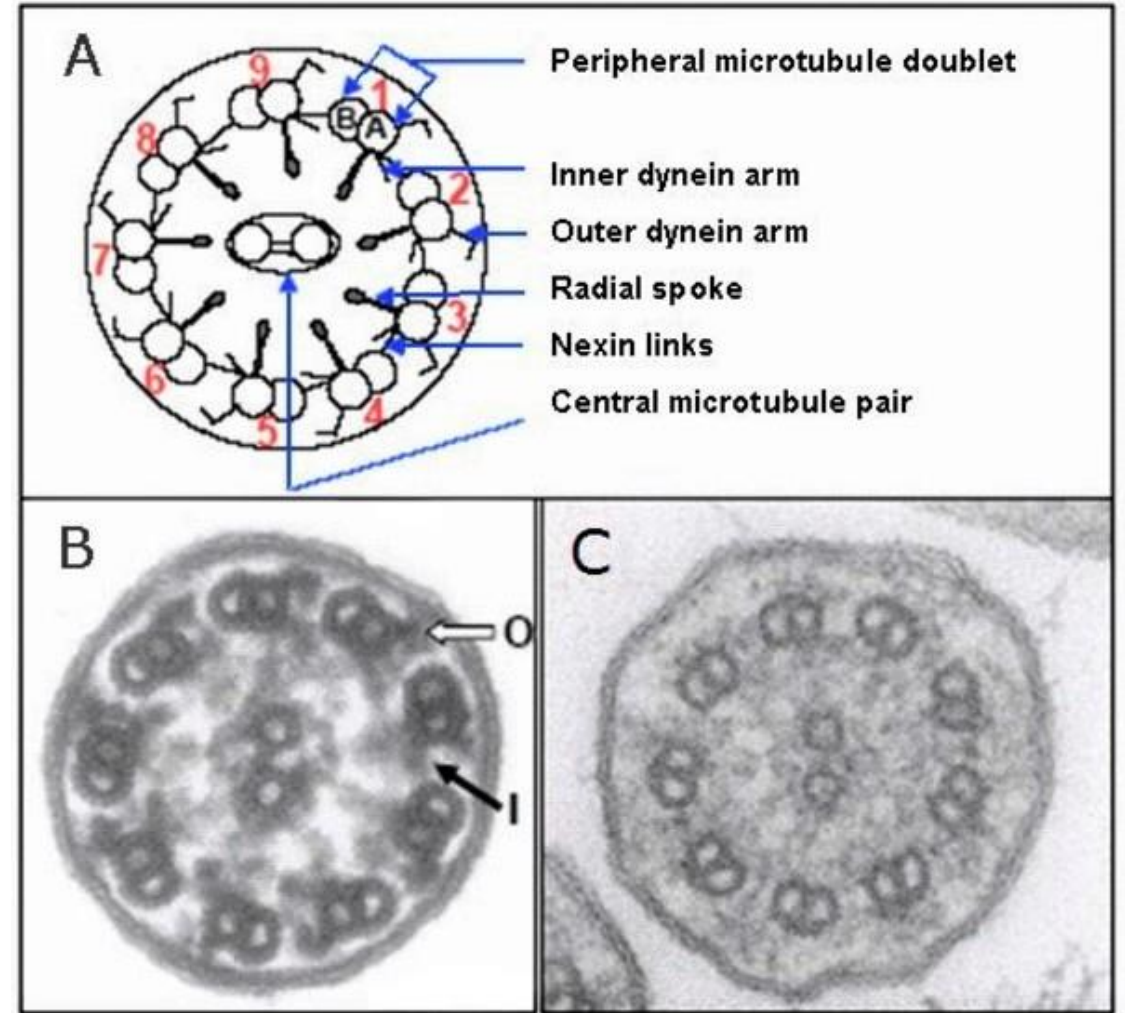 A
Peripheral microtubule doublet
9
1
B
A
8
Inner dynein arm
2
Outer dynein arm
7
Radial spoke
3
Nexin links
6
Central microtubule pair
4
5
B
C
O
I